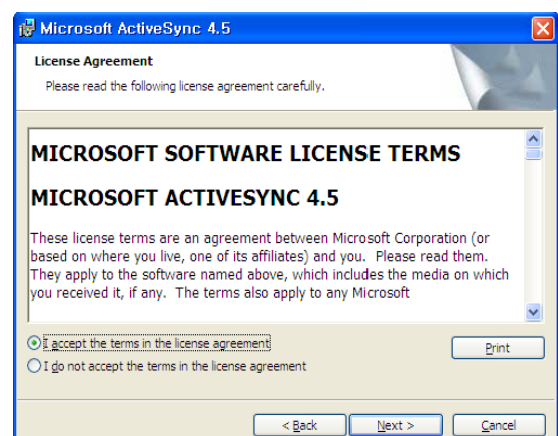 Microsoft ActiveSync 4.5
License Agreement
Please read the following license agreement carefully.
MICROSOFT SOFTWARE LICENSE TERMS
MICROSOFT ACTIVESYNC 4.5
These license terms are an agreement between Microsoft Corporation (or
based on where you live, one of its affiliates) and you.  Please read them.
They apply to the software named above, which includes the media on which
you received it, if any.  The terms also apply to any Microsoft
I accept the terms in the license agreement
Print
I do not accept the terms in the license agreement
< Back
Next >
Cancel